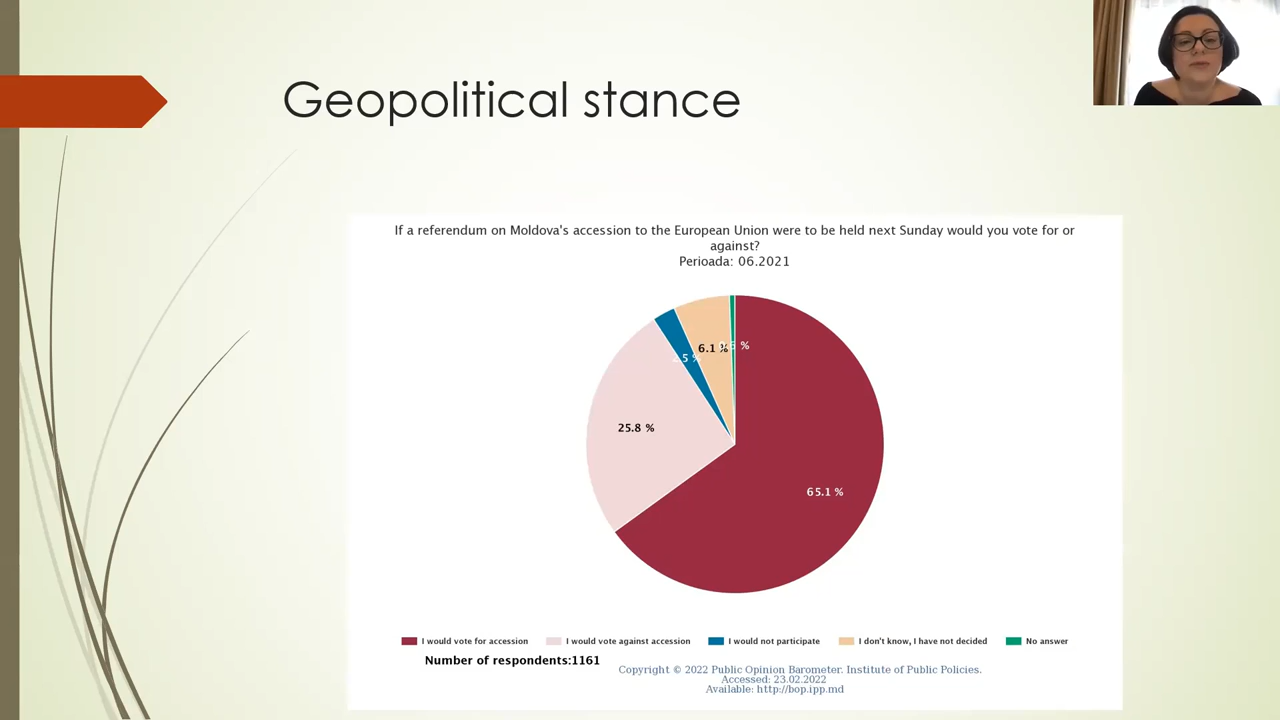 Geopolitical stance
If a referendum on Moldova's accession to the European Union were to be held next Sunday would you vote for or
against?
Perioada: 06.2021
6.1 %
25.8 %
65.1 %
I would vote for accession
I would vote against accession
I would not participate
I don't know, I have not decided
No answer
Number of respondents:1161
Copyright © 2022 Public Opinion Barometer. Institute of Public Policies.
Accessed: 23.02.2022
Available: http://bop.ipp.md